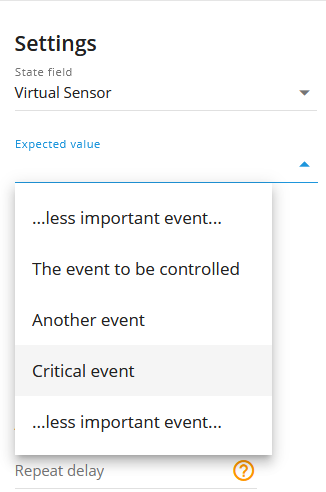 Settings
State field
Virtual Sensor
Expected value
...less important event...
The event to be controlled
Another event
Critical event
...less important event...
Repeat delay
?